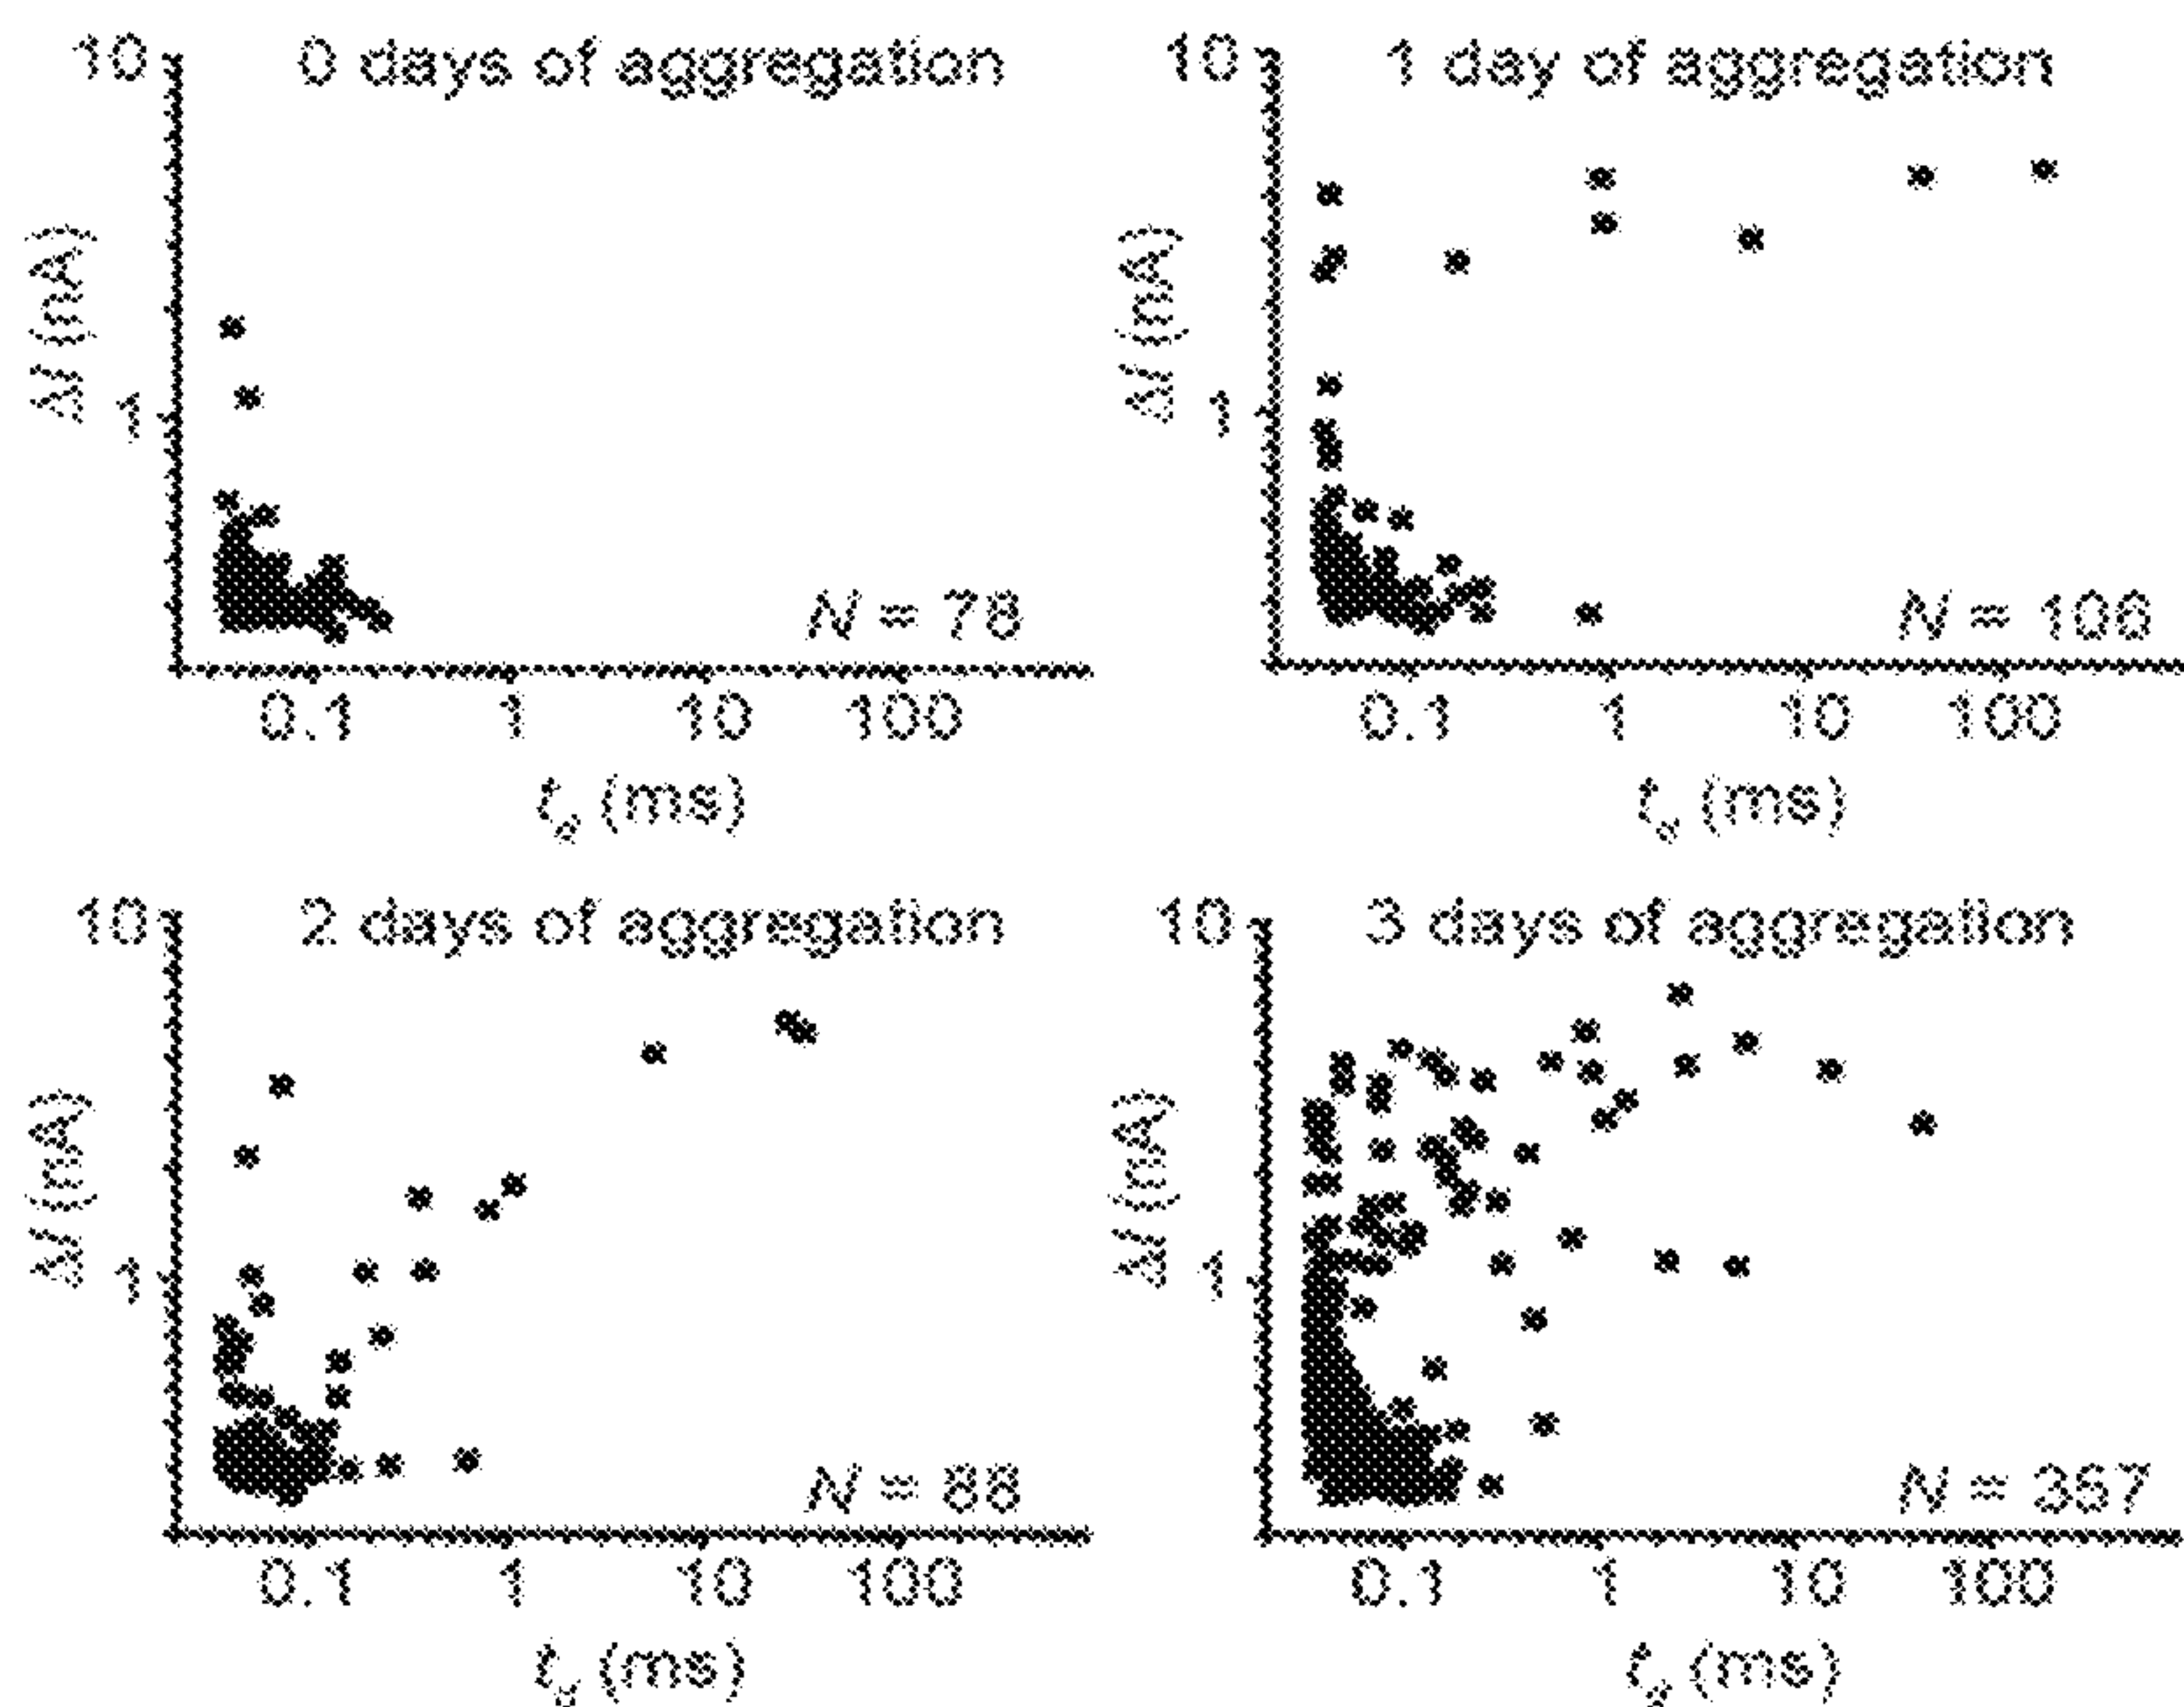 10 0 days of aggregation
ΔI (nA)
1
N = 78
0.1 1 10 100
t_d (ms)
10 1 day of aggregation
ΔI (nA)
1
N = 106
0.1 1 10 100
t_d (ms)
10 2 days of aggregation
ΔI (nA)
1
N = 88
0.1 1 10 100
t_d (ms)
10 3 days of aggregation
ΔI (nA)
1
N = 357
0.1 1 10 100
t_d (ms)